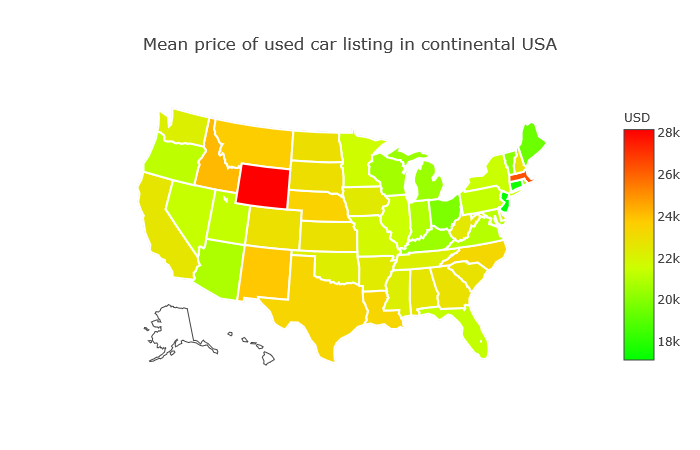 Mean price of used car listing in continental USA
USD
28k
26k
24k
22k
20k
18k